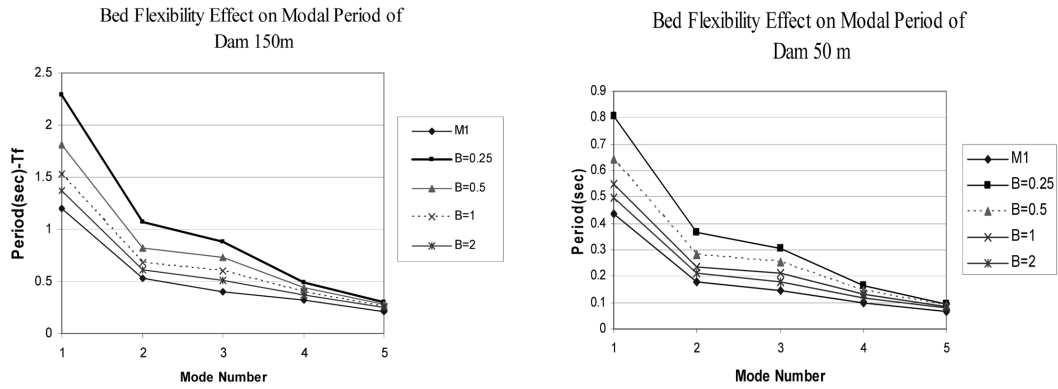 Bed Flexibility Effect on Modal Period of
Dam 150m
2.5
2
1.5
1
0.5
0
Period(sec)-Tf
1 2 3 4 5
Mode Number
M1
B=0.25
B=0.5
B=1
B=2
Bed Flexibility Effect on Modal Period of
Dam 50 m
0.9
0.8
0.7
0.6
0.5
0.4
0.3
0.2
0.1
0
Period(sec)
1 2 3 4 5
Mode Number
M1
B=0.25
B=0.5
B=1
B=2